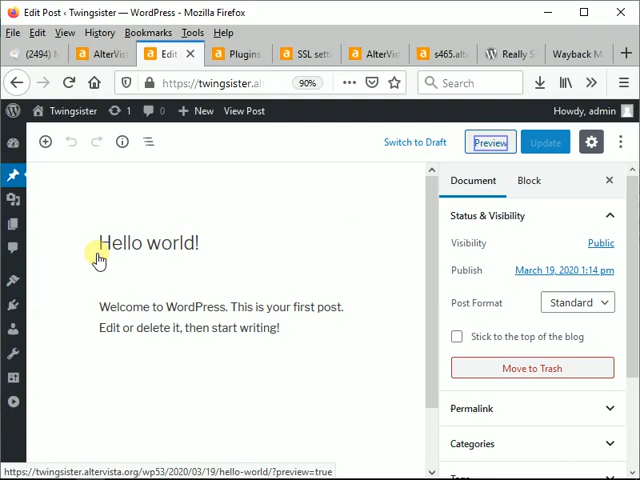 Edit Post ‹ Twingsister — WordPress - Mozilla Firefox
File Edit View History Bookmarks Tools Help
(2494) M AlterVist Edit Plugins SSL sett AlterVi s465.alte Really S Wayback M
https://twingsister.al 90% Search
Twingsister 1 0 New View Post Howdy, admin
Switch to Draft Preview Update
Document Block
Status & Visibility
Hello world!
Visibility Public
Publish March 19, 2020 1:14 pm
Welcome to WordPress. This is your first post.
Edit or delete it, then start writing!
Post Format Standard
Stick to the top of the blog
Move to Trash
Permalink
Categories
https://twingsister.altervista.org/wp53/2020/03/19/hello-world/?preview=true